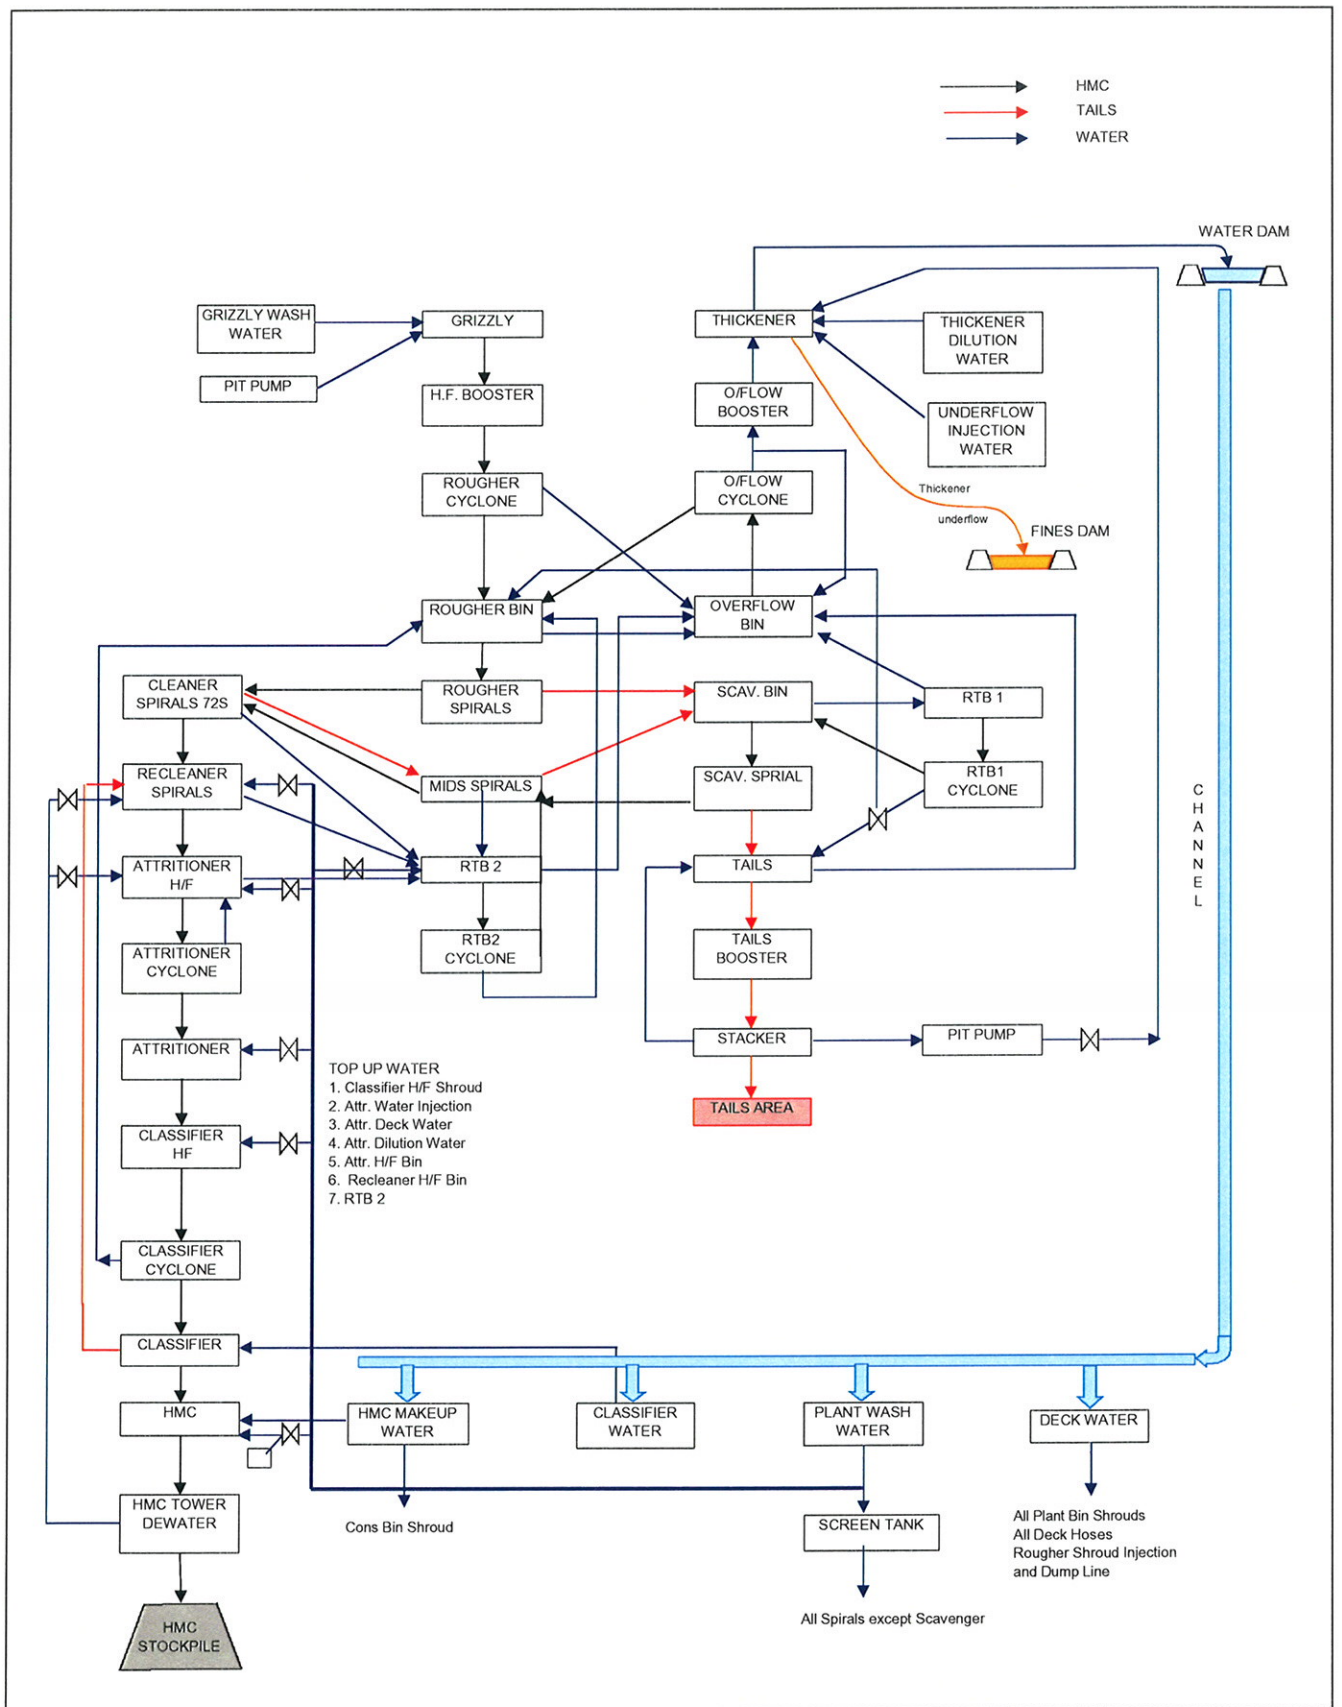 HMC
TAILS
WATER
WATER DAM
GRIZZLY WASH
WATER
GRIZZLY
THICKENER
THICKENER
DILUTION
WATER
PIT PUMP
H.F. BOOSTER
O/FLOW
BOOSTER
UNDERFLOW
INJECTION
WATER
ROUGHER
CYCLONE
O/FLOW
CYCLONE
Thickener
underflow
FINES DAM
ROUGHER BIN
OVERFLOW
BIN
CLEANER
SPIRALS 72S
ROUGHER
SPIRALS
SCAV. BIN
RTB 1
RECLEANER
SPIRALS
MIDS SPIRALS
SCAV. SPRIAL
RTB1
CYCLONE
CHANNEL
ATTRITIONER
H/F
RTB 2
TAILS
ATTRITIONER
CYCLONE
RTB2
CYCLONE
TAILS
BOOSTER
ATTRITIONER
STACKER
PIT PUMP
TOP UP WATER
1. Classifier H/F Shroud
2. Attr. Water Injection
3. Attr. Deck Water
4. Attr. Dilution Water
5. Attr. H/F Bin
6. Recleaner H/F Bin
7. RTB 2
TAILS AREA
CLASSIFIER
HF
CLASSIFIER
CYCLONE
CLASSIFIER
HMC
HMC MAKEUP
WATER
CLASSIFIER
WATER
PLANT WASH
WATER
DECK WATER
HMC TOWER
DEWATER
Cons Bin Shroud
SCREEN TANK
All Plant Bin Shrouds
All Deck Hoses
Rougher Shroud Injection
and Dump Line
All Spirals except Scavenger
HMC
STOCKPILE